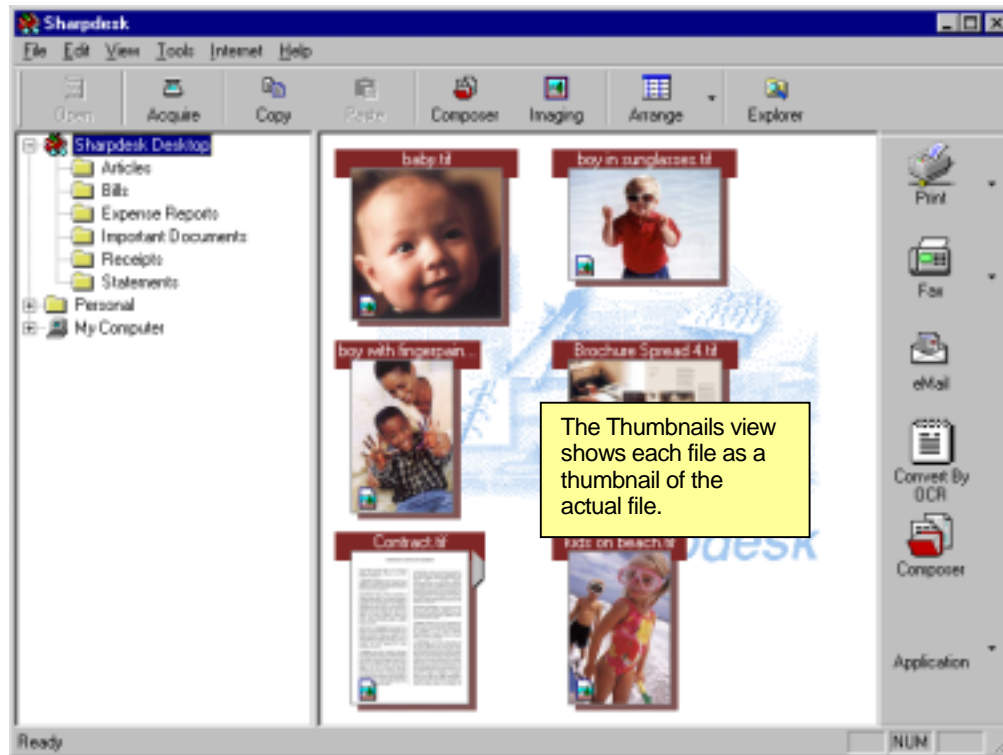 Sharpdesk
File Edit View Tools Internet Help
Open Acquire Copy Paste Composer Imaging Arrange Explorer
Sharpdesk Desktop
Articles
Bills
Expense Reports
Important Documents
Receipts
Statements
Personal
My Computer
baby.tif
boy in sunglasses.tif
boy with fingerpain...
Brochure Spread 4.tif
The Thumbnails view
shows each file as a
thumbnail of the
actual file.
Contract.tif
kids on beach.tif
desk
Print
Fax
eMail
Convert By
OCR
Composer
Application
Ready
NUM